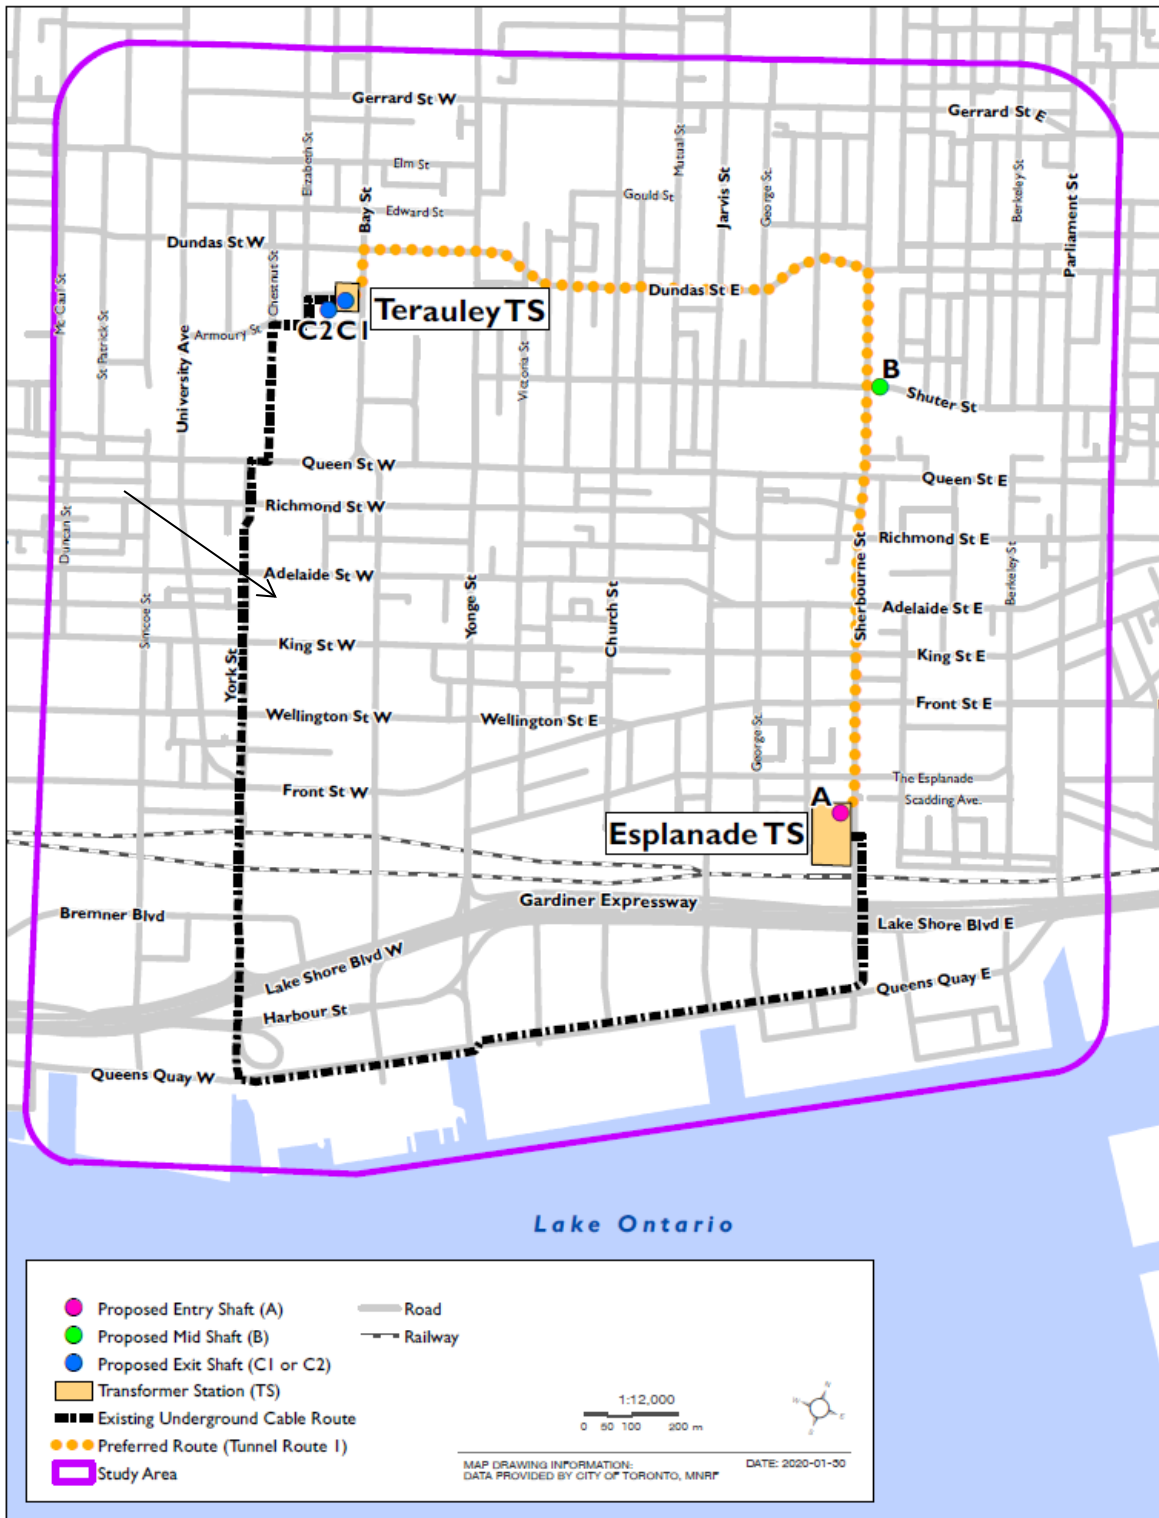 Gerrard St W
Gerrard St E
Elizabeth St
Mutual St
Elm St
Berkeley St
Bay St
Gould St
Jarvis St
George St.
Parliament St
Edward St
Dundas St W
Chestnut St
Mc Caul St
Dundas St E
Terauley TS
C2 C1
Armoury St
St Patrick St
University Ave
Victoria St
B
Shuter St
Queen St W
Queen St E
Richmond St W
Duncan St
Richmond St E
Sherbourne St
Berkeley St
Adelaide St W
Simcoe St
Yonge St
Church St
Adelaide St E
King St W
King St E
York St
Front St E
Wellington St W
Wellington St E
George St.
The Esplanade
Front St W
A
Scadding Ave.
Esplanade TS
Gardiner Expressway
Bremner Blvd
Lake Shore Blvd E
Lake Shore Blvd W
Queens Quay E
Harbour St
Queens Quay W
Lake Ontario
Proposed Entry Shaft (A)
Road
Proposed Mid Shaft (B)
Railway
Proposed Exit Shaft (C1 or C2)
Transformer Station (TS)
Existing Underground Cable Route
Preferred Route (Tunnel Route 1)
Study Area
1:12,000
0 50 100 200 m
N
W
E
S
MAP DRAWING INFORMATION:
DATA PROVIDED BY CITY OF TORONTO, MNRF
DATE: 2020-01-30